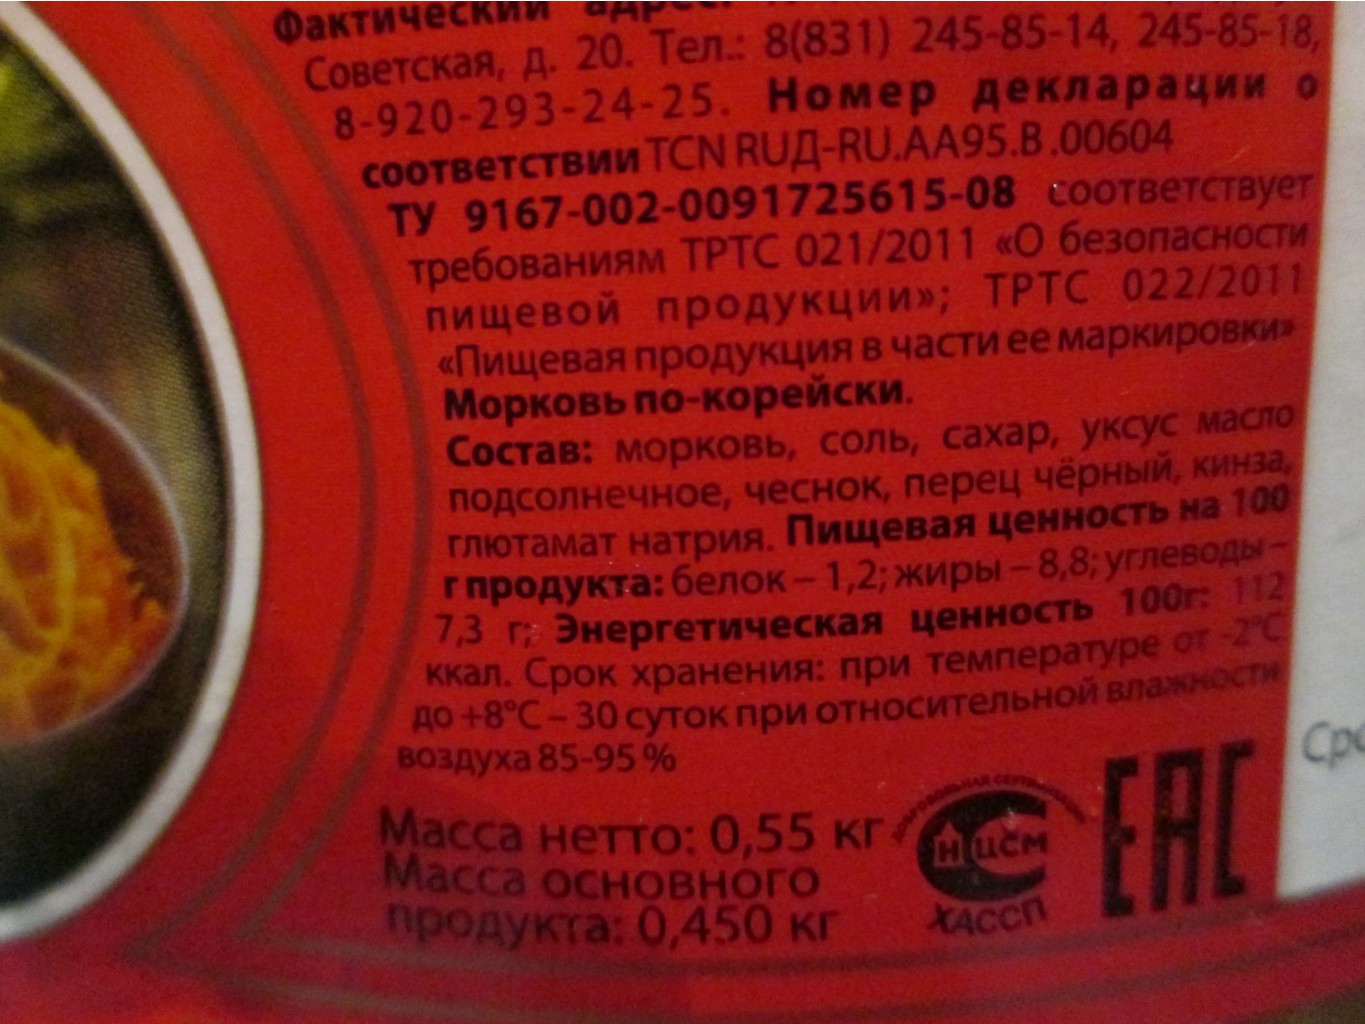 Фактический адрес:
Советская, д. 20. Тел.: 8(831) 245-85-14, 245-85-18,
8-920-293-24-25. Номер декларации о
соответствии TCN RUД-RU.АА95.В.00604
ТУ 9167-002-0091725615-08 соответствует
требованиям ТРТС 021/2011 «О безопасности
пищевой продукции»; ТРТС 022/2011
«Пищевая продукция в части ее маркировки»
Морковь по-корейски.
Состав: морковь, соль, сахар, уксус масло
подсолнечное, чеснок, перец чёрный, кинза,
глютамат натрия. Пищевая ценность на 100
г продукта: белок – 1,2; жиры – 8,8; углеводы –
7,3 г; Энергетическая ценность 100г: 112
ккал. Срок хранения: при температуре от -2°С
до +8°С – 30 суток при относительной влажности
воздуха 85-95 %
Масса нетто: 0,55 кг
Масса основного
продукта: 0,450 кг
ДОБРОВОЛЬНАЯ СЕРТИФИКАЦИЯ
НЦСМ
ХАССП
ЕАС
Сро